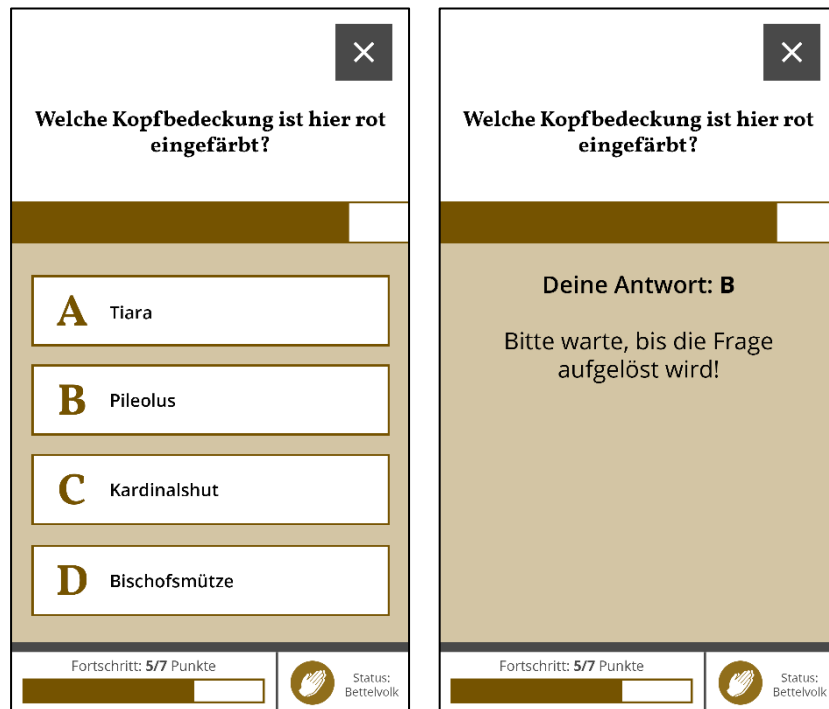 Welche Kopfbedeckung ist hier rot
eingefärbt?
A Tiara
B Pileolus
C Kardinalshut
D Bischofsmütze
Fortschritt: 5/7 Punkte
Status:
Bettelvolk
Welche Kopfbedeckung ist hier rot
eingefärbt?
Deine Antwort: B
Bitte warte, bis die Frage
aufgelöst wird!
Fortschritt: 5/7 Punkte
Status:
Bettelvolk